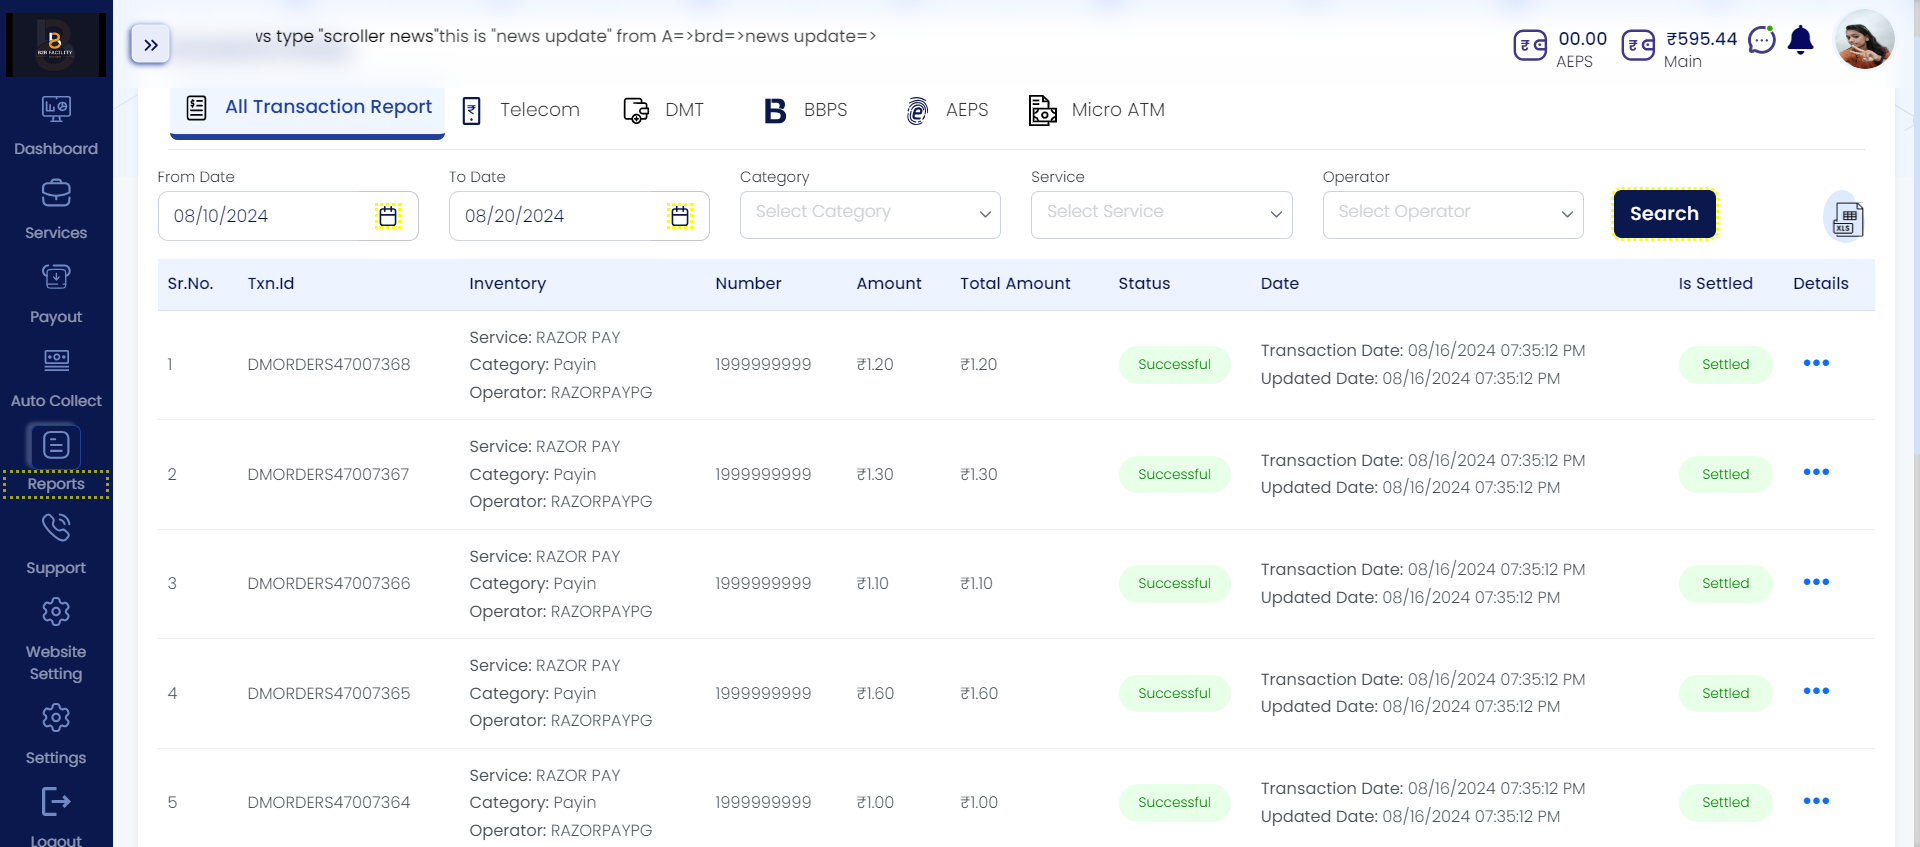 B2B FACILITY
ws type "scroller news"this is "news update" from A=>brd=>news update=>
₹ 00.00
AEPS
₹ ₹595.44
Main
Dashboard
Services
Payout
Auto Collect
Reports
Support
Website
Setting
Settings
Logout
All Transaction Report
Telecom
DMT
B BBPS
AEPS
Micro ATM
From Date
To Date
Category
Service
Operator
08/10/2024
08/20/2024
Select Category
Select Service
Select Operator
Search
XLS
Sr.No. Txn.Id Inventory Number Amount Total Amount Status Date Is Settled Details
Service: RAZOR PAY
1 DMORDERS47007368 Category: Payin 1999999999 ₹1.20 ₹1.20 Successful Transaction Date: 08/16/2024 07:35:12 PM Settled
Operator: RAZORPAYPG Updated Date: 08/16/2024 07:35:12 PM
Service: RAZOR PAY
2 DMORDERS47007367 Category: Payin 1999999999 ₹1.30 ₹1.30 Successful Transaction Date: 08/16/2024 07:35:12 PM Settled
Operator: RAZORPAYPG Updated Date: 08/16/2024 07:35:12 PM
Service: RAZOR PAY
3 DMORDERS47007366 Category: Payin 1999999999 ₹1.10 ₹1.10 Successful Transaction Date: 08/16/2024 07:35:12 PM Settled
Operator: RAZORPAYPG Updated Date: 08/16/2024 07:35:12 PM
Service: RAZOR PAY
4 DMORDERS47007365 Category: Payin 1999999999 ₹1.60 ₹1.60 Successful Transaction Date: 08/16/2024 07:35:12 PM Settled
Operator: RAZORPAYPG Updated Date: 08/16/2024 07:35:12 PM
Service: RAZOR PAY
5 DMORDERS47007364 Category: Payin 1999999999 ₹1.00 ₹1.00 Successful Transaction Date: 08/16/2024 07:35:12 PM Settled
Operator: RAZORPAYPG Updated Date: 08/16/2024 07:35:12 PM